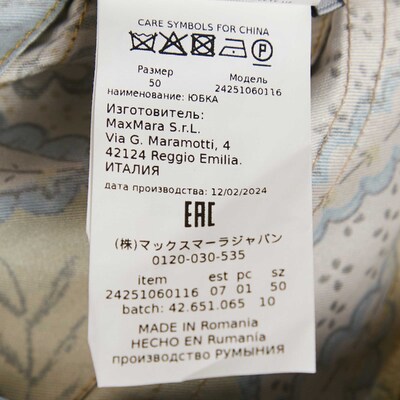 CARE SYMBOLS FOR CHINA
P
Размер Модель
50 24251060116
наименование: ЮБКА
Изготовитель:
MaxMara S.r.L.
Via G. Maramotti, 4
42124 Reggio Emilia.
ИТАЛИЯ
дата производства: 12/02/2024
EAC
(株)マックスマーラジャパン
0120-030-535
item est pc sz
24251060116 07 01 50
batch: 42.651.065 10
MADE IN Romania
HECHO EN Rumania
производство РУМЫНИЯ